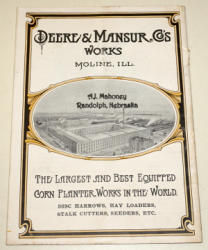 DEERE & MANSUR CO'S
WORKS
MOLINE, ILL.
A.J. Mahoney
Randolph, Nebraska
THE LARGEST AND BEST EQUIPPED
CORN PLANTER WORKS IN THE WORLD.
DISC HARROWS, HAY LOADERS,
STALK CUTTERS, SEEDERS, ETC.